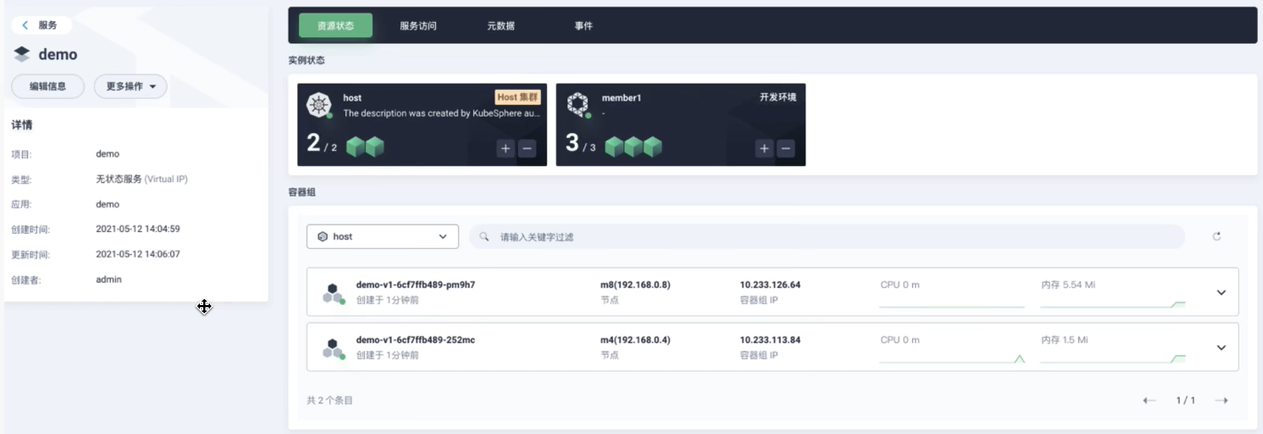 服务
demo
编辑信息
更多操作
详情
项目: demo
类型: 无状态服务 (Virtual IP)
应用: demo
创建时间: 2021-05-12 14:04:59
更新时间: 2021-05-12 14:06:07
创建者: admin
资源状态 服务访问 元数据 事件
实例状态
host Host 集群
The description was created by KubeSphere au...
2 / 2 + −
member1 开发环境
-
3 / 3 + −
容器组
host 请输入关键字过滤
demo-v1-6cf7ffb489-pm9h7 m8(192.168.0.8) 10.233.126.64 CPU 0 m 内存 5.54 Mi
创建于 1分钟前 节点 容器组 IP
demo-v1-6cf7ffb489-252mc m4(192.168.0.4) 10.233.113.84 CPU 0 m 内存 1.5 Mi
创建于 1分钟前 节点 容器组 IP
共 2 个条目 1 / 1